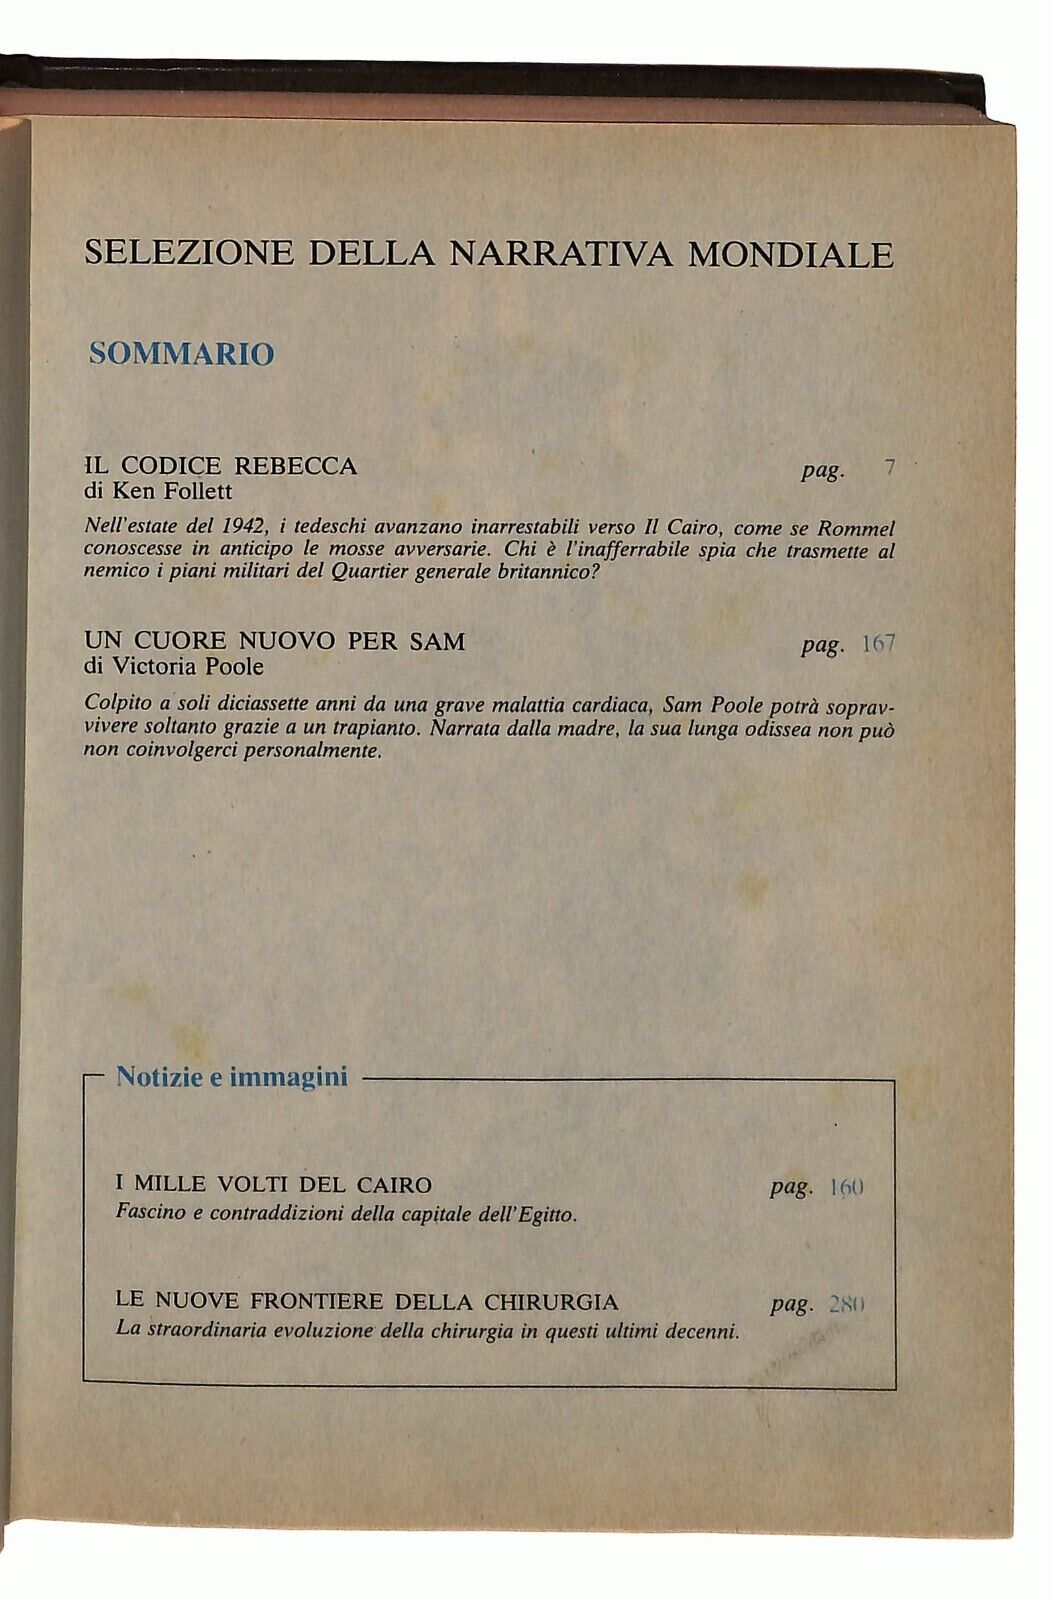 SELEZIONE DELLA NARRATIVA MONDIALE
SOMMARIO
IL CODICE REBECCA pag. 7
di Ken Follett
Nell'estate del 1942, i tedeschi avanzano inarrestabili verso Il Cairo, come se Rommel
conoscesse in anticipo le mosse avversarie. Chi è l'inafferrabile spia che trasmette al
nemico i piani militari del Quartier generale britannico?
UN CUORE NUOVO PER SAM pag. 167
di Victoria Poole
Colpito a soli diciassette anni da una grave malattia cardiaca, Sam Poole potrà soprav-
vivere soltanto grazie a un trapianto. Narrata dalla madre, la sua lunga odissea non può
non coinvolgerci personalmente.
Notizie e immagini
I MILLE VOLTI DEL CAIRO pag. 160
Fascino e contraddizioni della capitale dell'Egitto.
LE NUOVE FRONTIERE DELLA CHIRURGIA pag. 280
La straordinaria evoluzione della chirurgia in questi ultimi decenni.